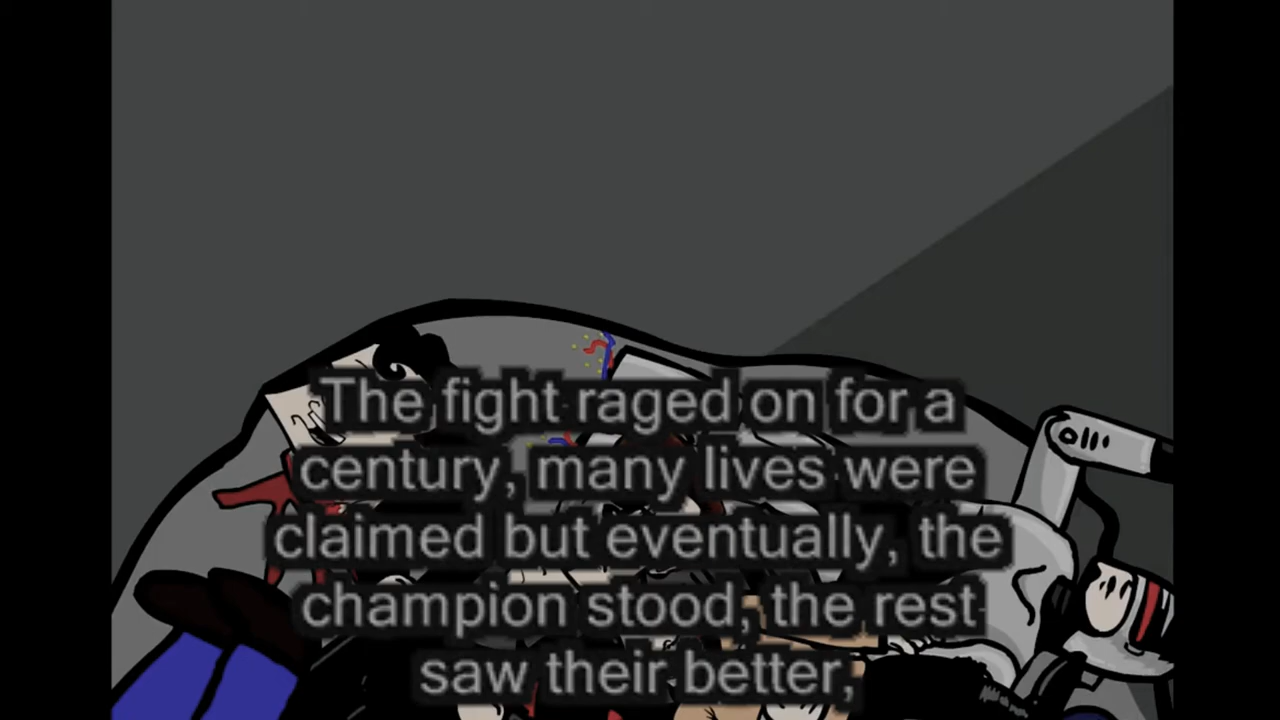 The fight raged on for a
century, many lives were
claimed but eventually, the
champion stood, the rest
saw their better,